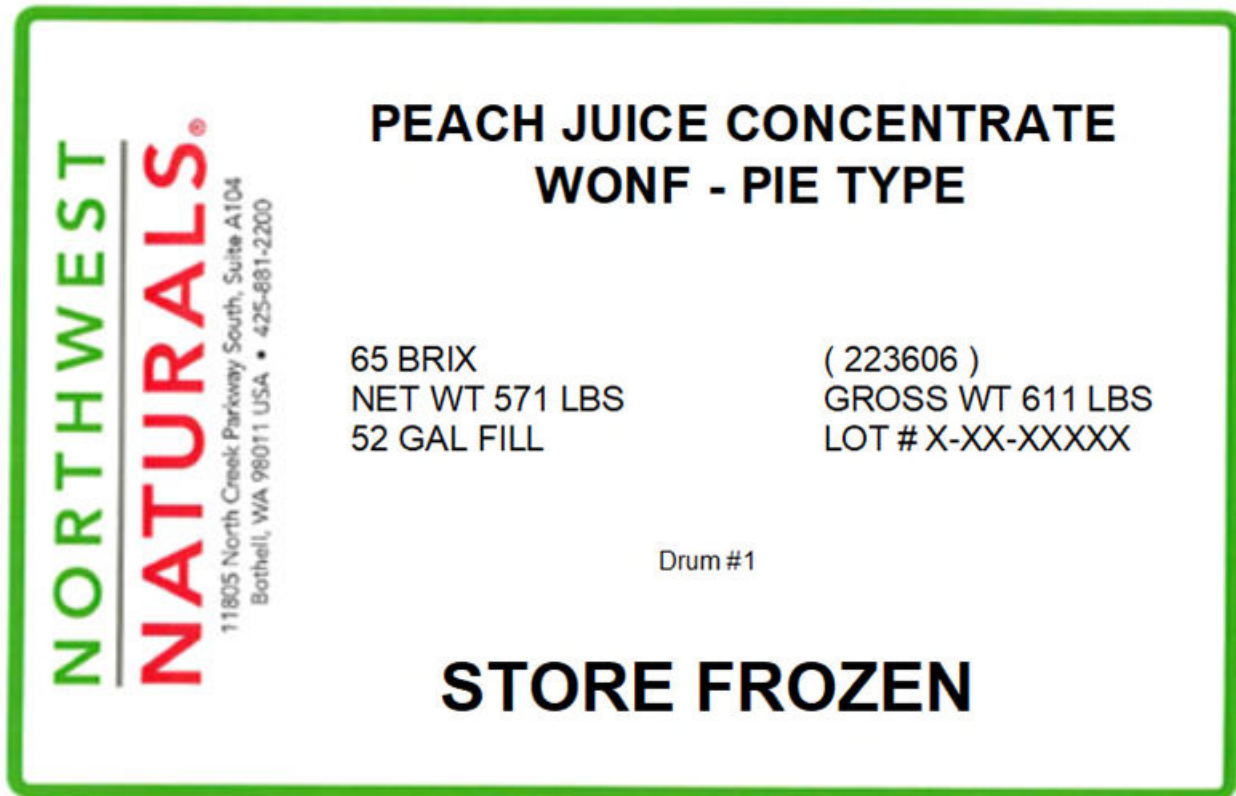 NORTHWEST
NATURALS®
11805 North Creek Parkway South, Suite A104
Bothell, WA 98011 USA • 425-881-2200
PEACH JUICE CONCENTRATE
WONF - PIE TYPE
65 BRIX
NET WT 571 LBS
52 GAL FILL
( 223606 )
GROSS WT 611 LBS
LOT # X-XX-XXXXX
Drum #1
STORE FROZEN